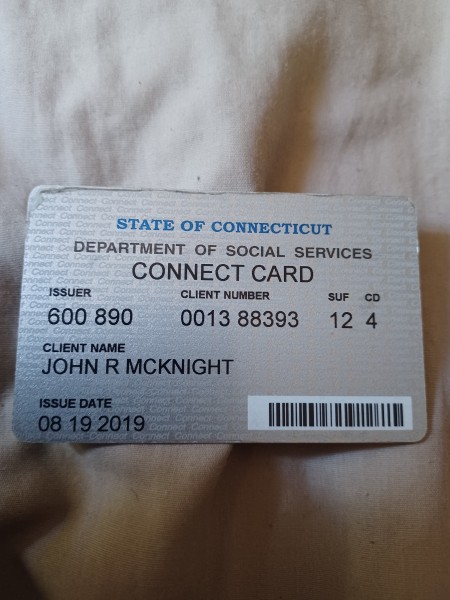 STATE OF CONNECTICUT
DEPARTMENT OF SOCIAL SERVICES
CONNECT CARD
ISSUER CLIENT NUMBER SUF CD
600 890 0013 88393 12 4
CLIENT NAME
JOHN R MCKNIGHT
ISSUE DATE
08 19 2019